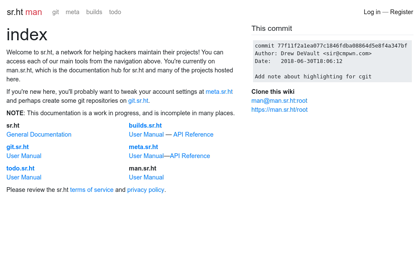 sr.ht man git meta builds todo Log in — Register
index
Welcome to sr.ht, a network for helping hackers maintain their projects! You can
access each of our main tools from the navigation above. You're currently on
man.sr.ht, which is the documentation hub for sr.ht and many of the projects hosted
here.
If you're new here, you'll probably want to tweak your account settings at meta.sr.ht
and perhaps create some git repositories on git.sr.ht.
NOTE: This documentation is a work in progress, and is incomplete in many places.
sr.ht
General Documentation
builds.sr.ht
User Manual — API Reference
git.sr.ht
User Manual
meta.sr.ht
User Manual—API Reference
todo.sr.ht
User Manual
man.sr.ht
User Manual
Please review the sr.ht terms of service and privacy policy.
This commit
commit 77f11f2a1ea077c1846fdba08864d5e8f4a347bf
Author: Drew DeVault <sir@cmpwn.com>
Date: 2018-06-30T10:06:12
Add note about highlighting for cgit
Clone this wiki
man@man.sr.ht:root
https://man.sr.ht/root